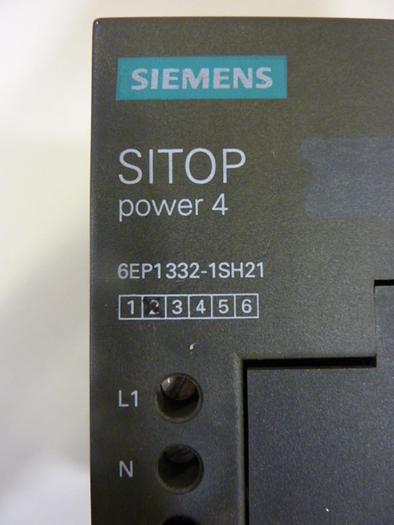 SIEMENS
SITOP
power 4
6EP1332-1SH21
1 2 3 4 5 6
L1
N